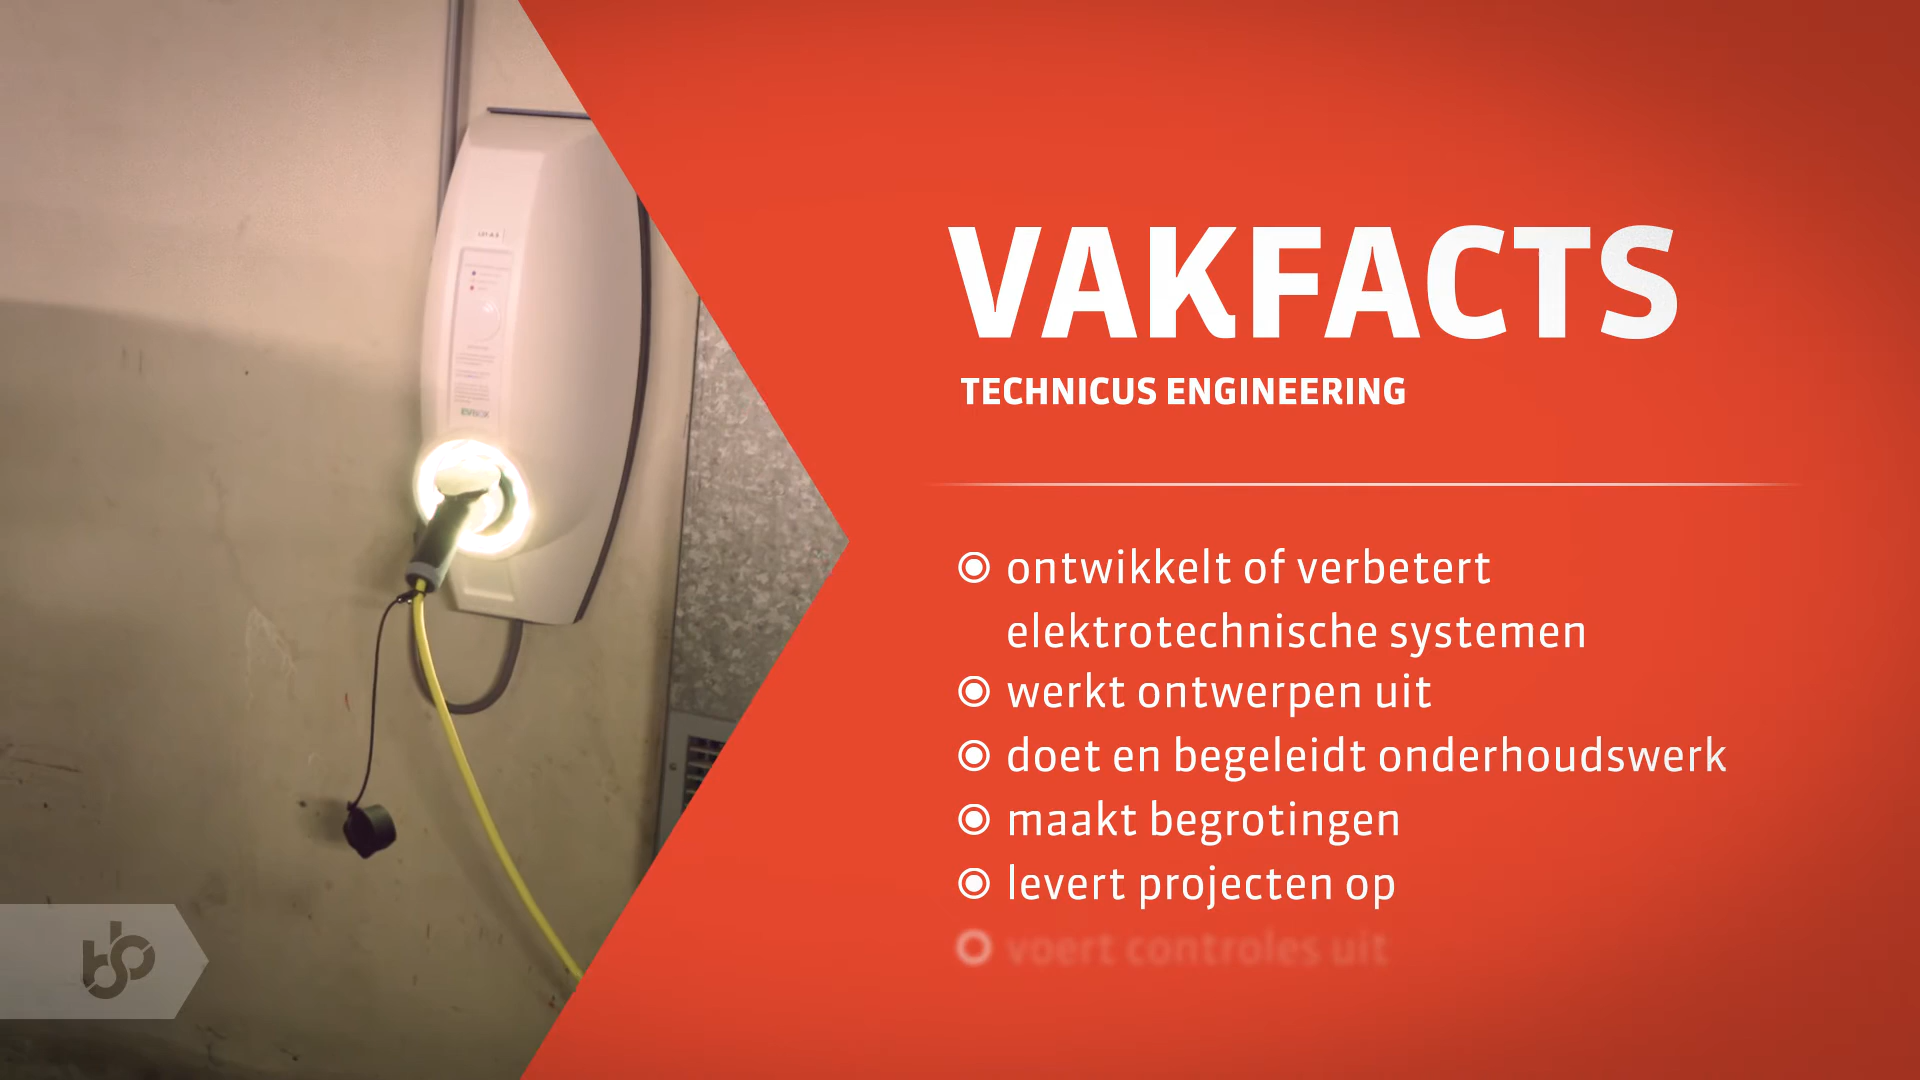 VAKFACTS
TECHNICUS ENGINEERING
ontwikkelt of verbetert
elektrotechnische systemen
werkt ontwerpen uit
doet en begeleidt onderhoudswerk
maakt begrotingen
levert projecten op
voert controles uit